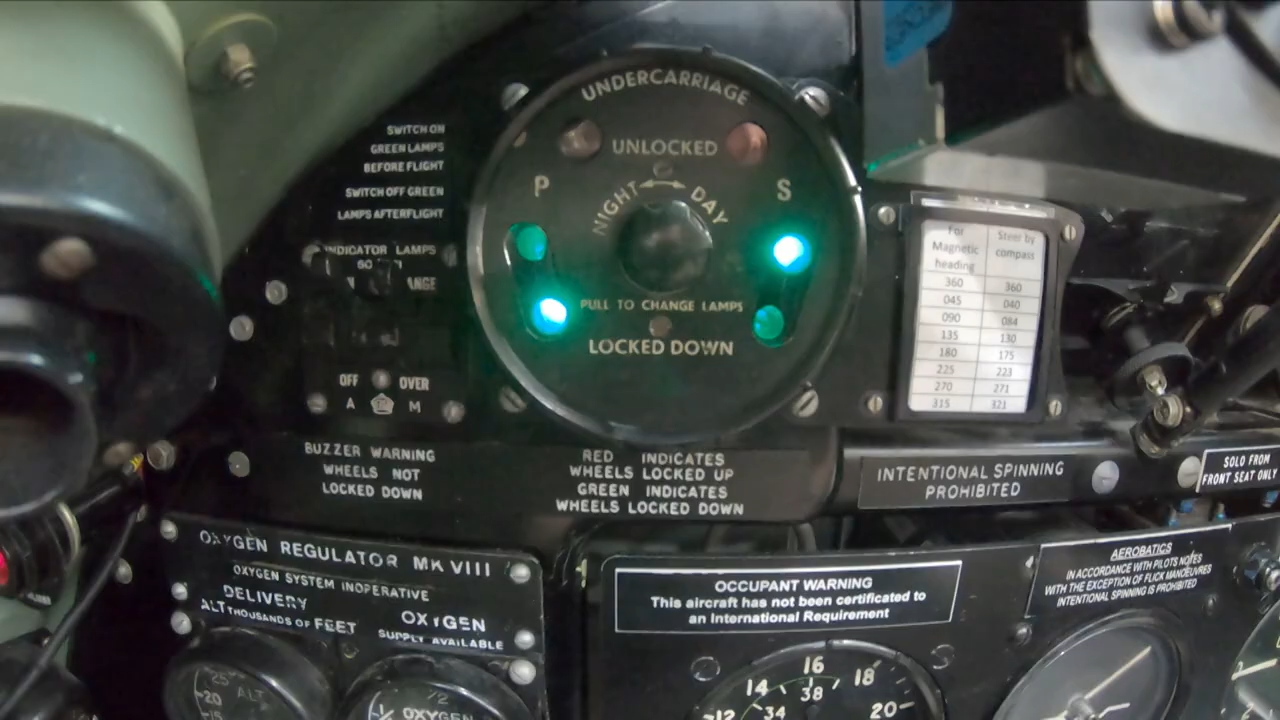 UNDERCARRIAGE
UNLOCKED
P
S
NIGHT DAY
PULL TO CHANGE LAMPS
LOCKED DOWN
SWITCH ON
GREEN LAMPS
BEFORE FLIGHT
SWITCH OFF GREEN
LAMPS AFTER FLIGHT
INDICATOR LAMPS
OFF OVER
A M
BUZZER WARNING
WHEELS NOT
LOCKED DOWN
RED INDICATES
WHEELS LOCKED UP
GREEN INDICATES
WHEELS LOCKED DOWN
For Steer by
Magnetic compass
heading
360 360
045 040
090 084
135 130
180 175
225 223
270 271
315 321
INTENTIONAL SPINNING
PROHIBITED
SOLO FROM
FRONT SEAT ONLY
OXYGEN REGULATOR MK VIII
OXYGEN SYSTEM INOPERATIVE
DELIVERY
ALT THOUSANDS OF FEET
OXYGEN
SUPPLY AVAILABLE
25
20 ALT
15
1/2
OXYGEN
OCCUPANT WARNING
This aircraft has not been certificated to
an International Requirement
AEROBATICS
IN ACCORDANCE WITH PILOTS NOTES
WITH THE EXCEPTION OF FLICK MANOEUVRES
INTENTIONAL SPINNING IS PROHIBITED
16
14 38 18
12 34 20